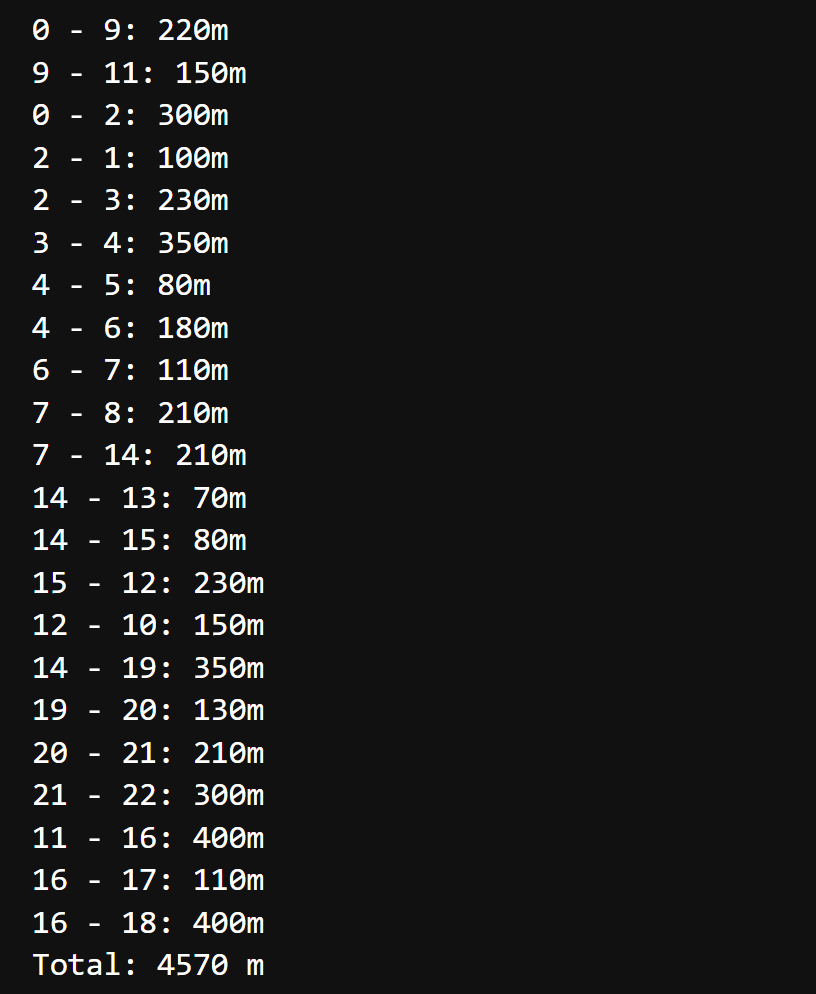 0 - 9: 220m
9 - 11: 150m
0 - 2: 300m
2 - 1: 100m
2 - 3: 230m
3 - 4: 350m
4 - 5: 80m
4 - 6: 180m
6 - 7: 110m
7 - 8: 210m
7 - 14: 210m
14 - 13: 70m
14 - 15: 80m
15 - 12: 230m
12 - 10: 150m
14 - 19: 350m
19 - 20: 130m
20 - 21: 210m
21 - 22: 300m
11 - 16: 400m
16 - 17: 110m
16 - 18: 400m
Total: 4570 m